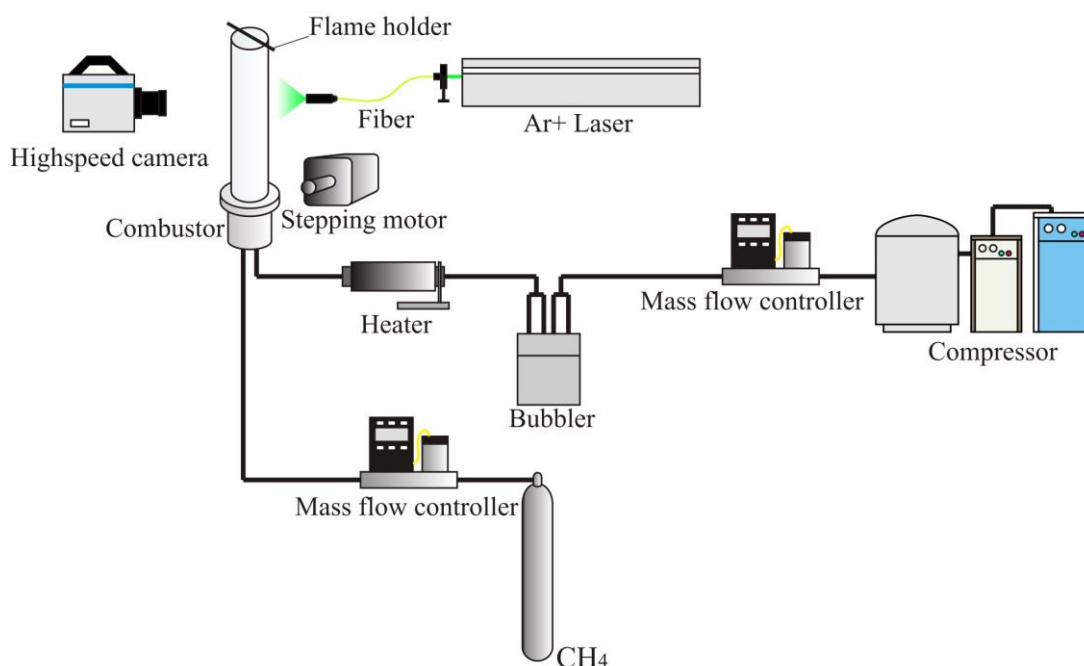 Flame holder
Fiber
Ar+ Laser
Highspeed camera
Stepping motor
Combustor
Mass flow controller
Heater
Compressor
Bubbler
Mass flow controller
CH4